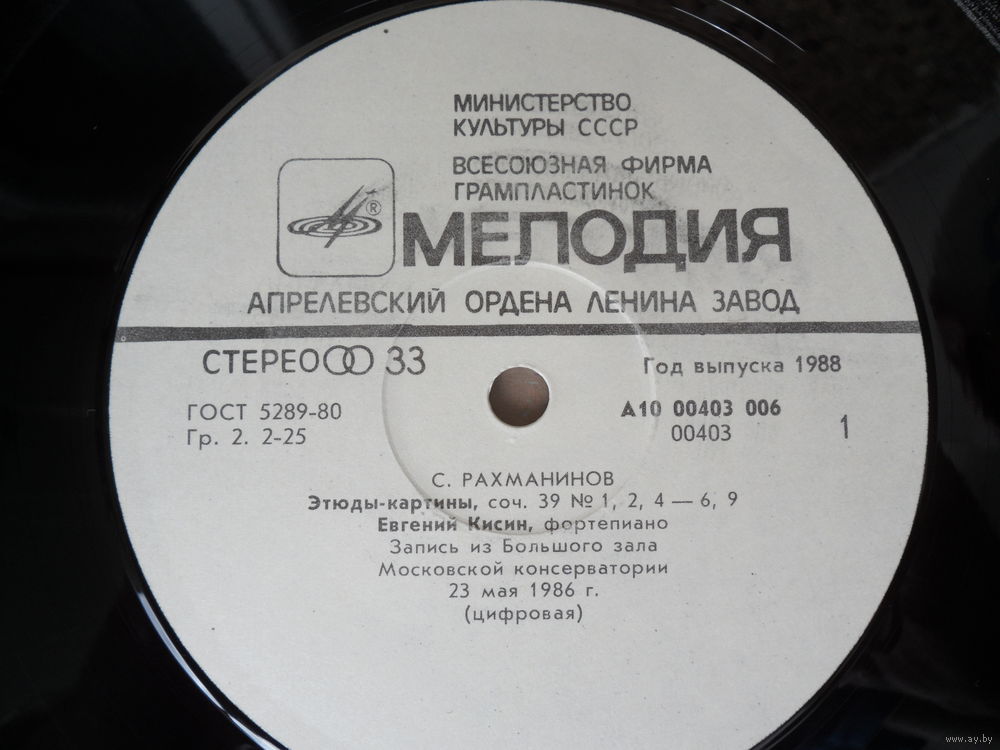 МИНИСТЕРСТВО
КУЛЬТУРЫ СССР
ВСЕСОЮЗНАЯ ФИРМА
ГРАМПЛАСТИНОК
®
МЕЛОДИЯ
АПРЕЛЕВСКИЙ ОРДЕНА ЛЕНИНА ЗАВОД
СТЕРЕО 33
Год выпуска 1988
ГОСТ 5289-80
Гр. 2. 2-25
А10 00403 006
00403
1
С. РАХМАНИНОВ
Этюды-картины, соч. 39 № 1, 2, 4 — 6, 9
Евгений Кисин, фортепиано
Запись из Большого зала
Московской консерватории
23 мая 1986 г.
(цифровая)
www.ay.by